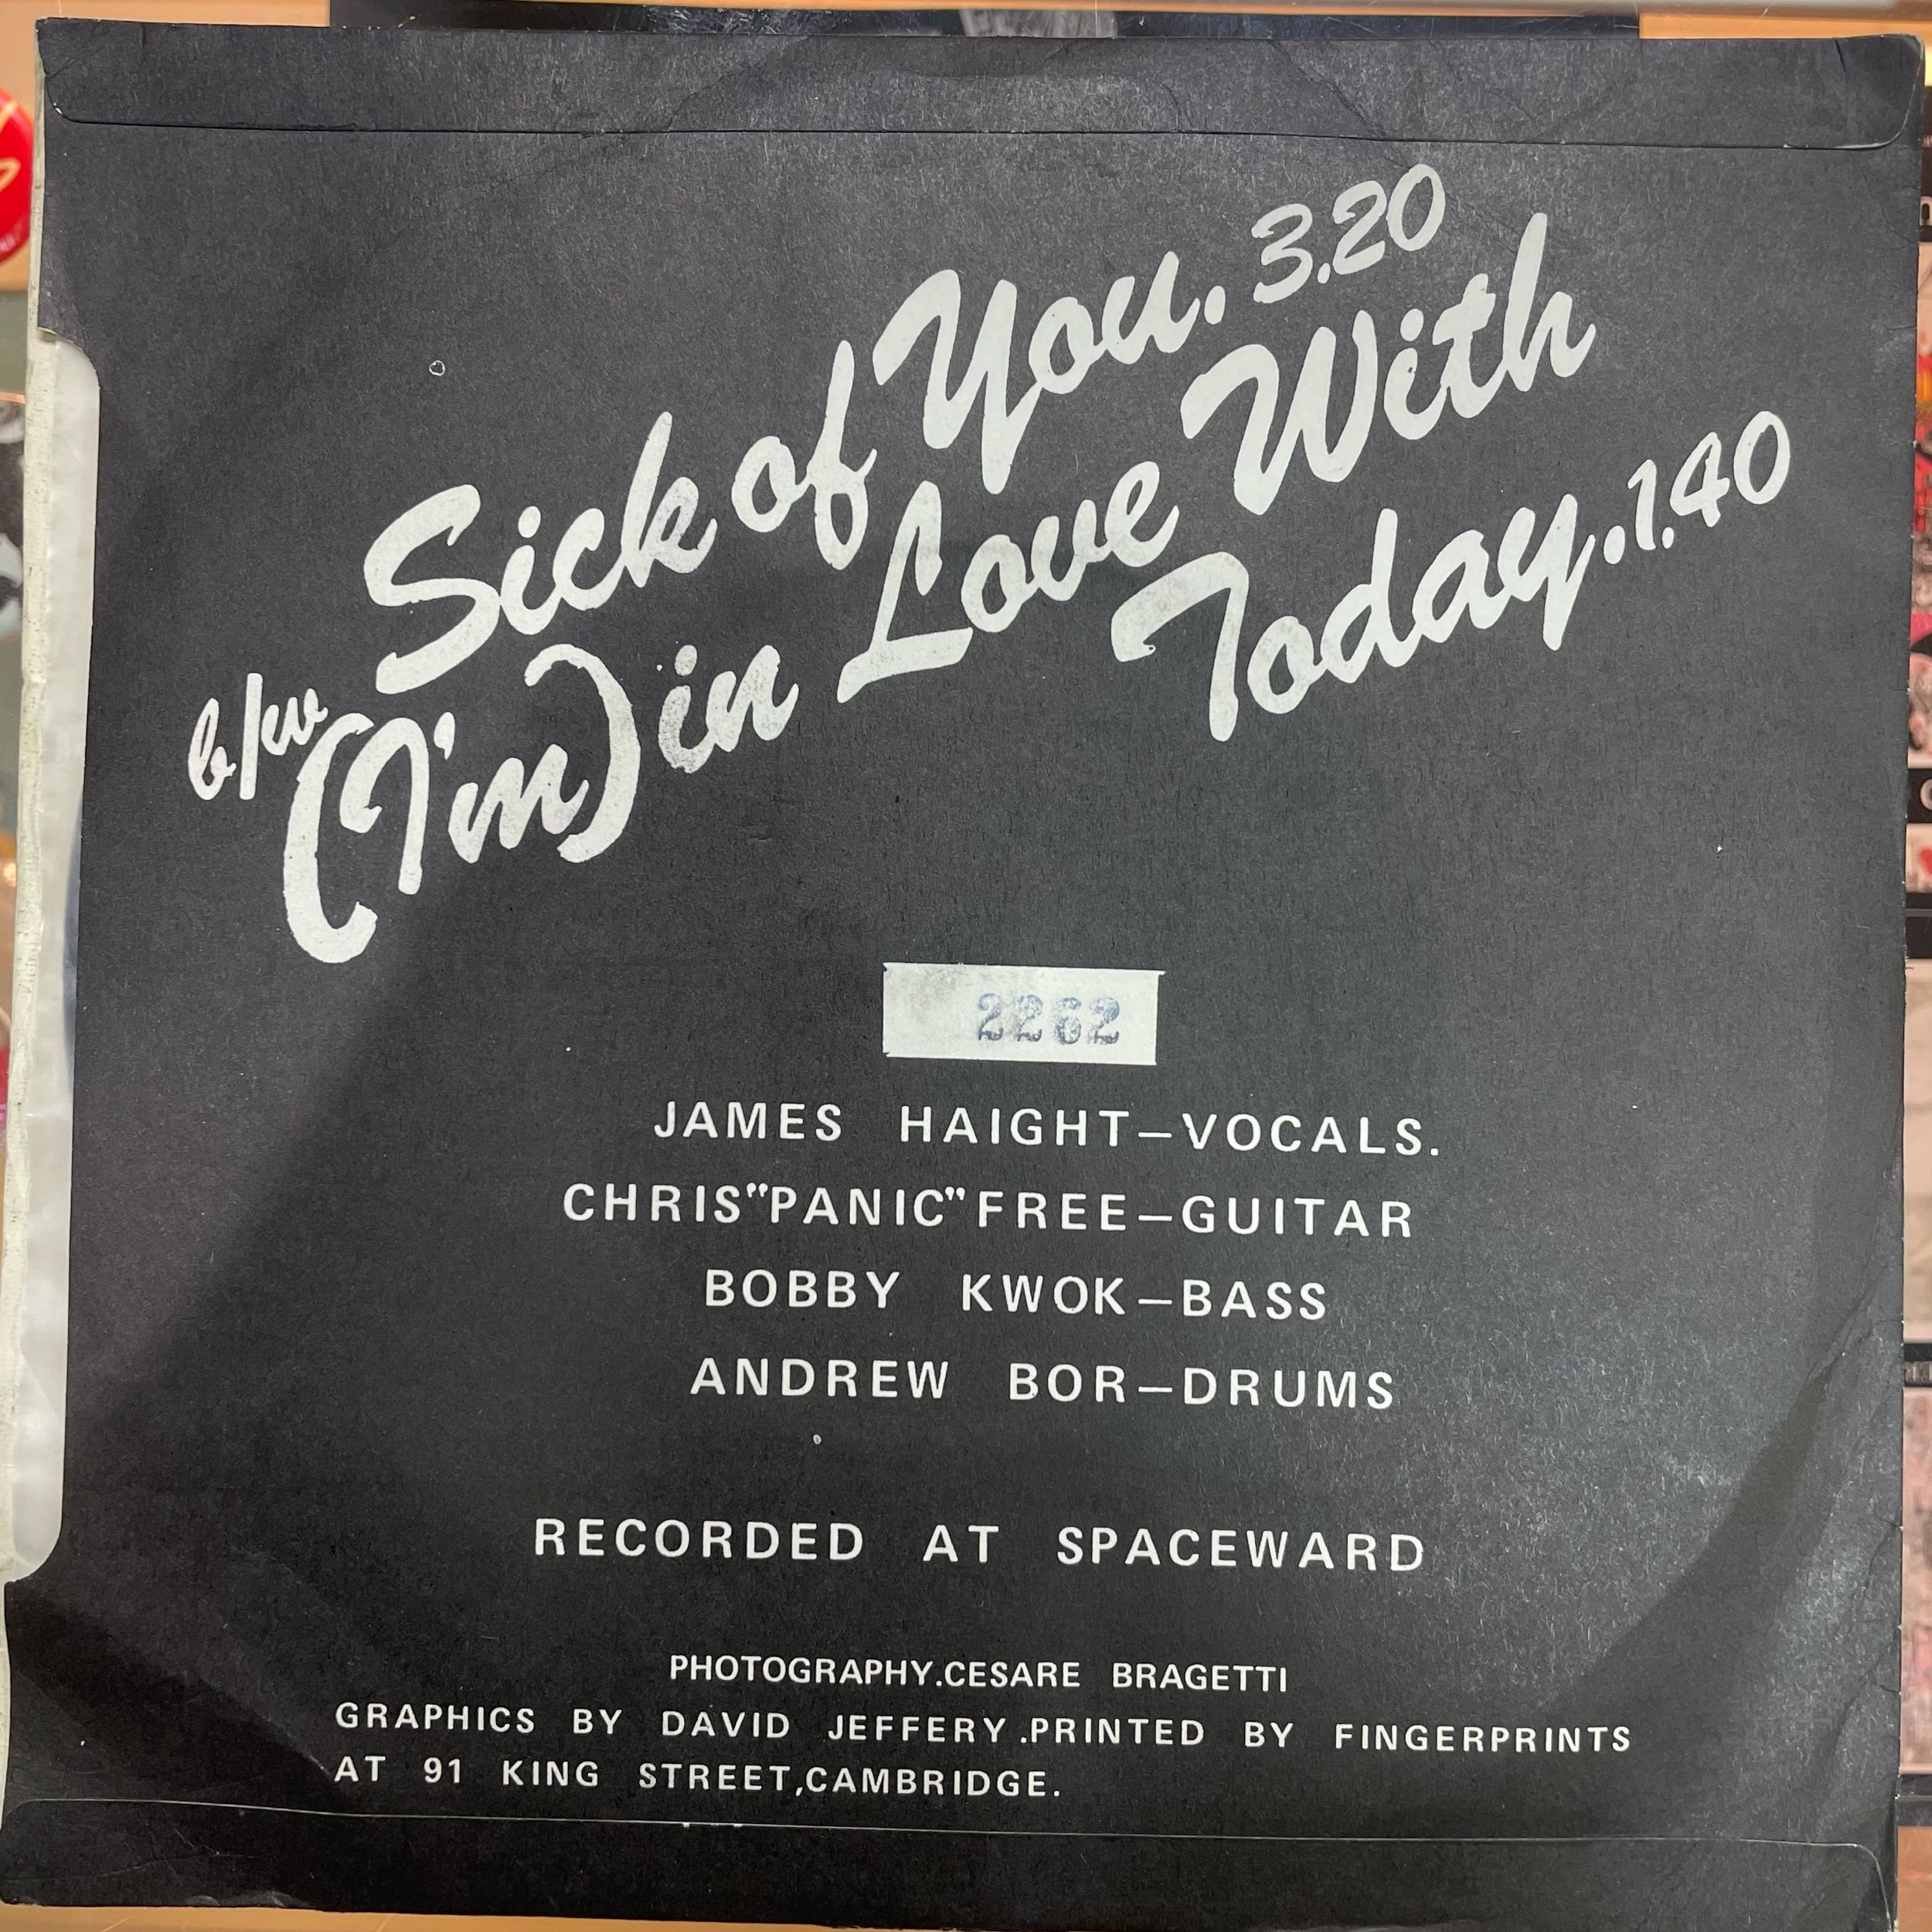 Sick of You. 3.20
b/w (I'm) in Love With
Today. 1.40
2262
JAMES HAIGHT–VOCALS.
CHRIS"PANIC"FREE–GUITAR
BOBBY KWOK–BASS
ANDREW BOR–DRUMS
RECORDED AT SPACEWARD
PHOTOGRAPHY.CESARE BRAGETTI
GRAPHICS BY DAVID JEFFERY.PRINTED BY FINGERPRINTS
AT 91 KING STREET,CAMBRIDGE.